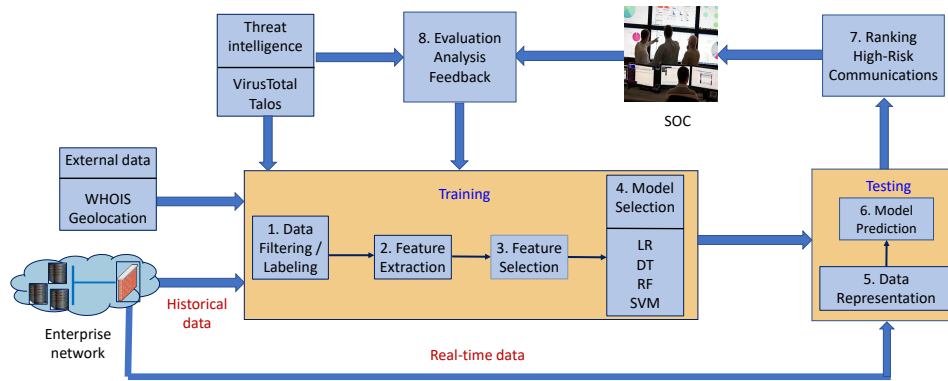 Threat
intelligence
VirusTotal
Talos
8. Evaluation
Analysis
Feedback
SOC
7. Ranking
High-Risk
Communications
External data
WHOIS
Geolocation
Training
1. Data
Filtering /
Labeling
2. Feature
Extraction
3. Feature
Selection
4. Model
Selection
LR
DT
RF
SVM
Testing
6. Model
Prediction
5. Data
Representation
Enterprise
network
Historical
data
Real-time data